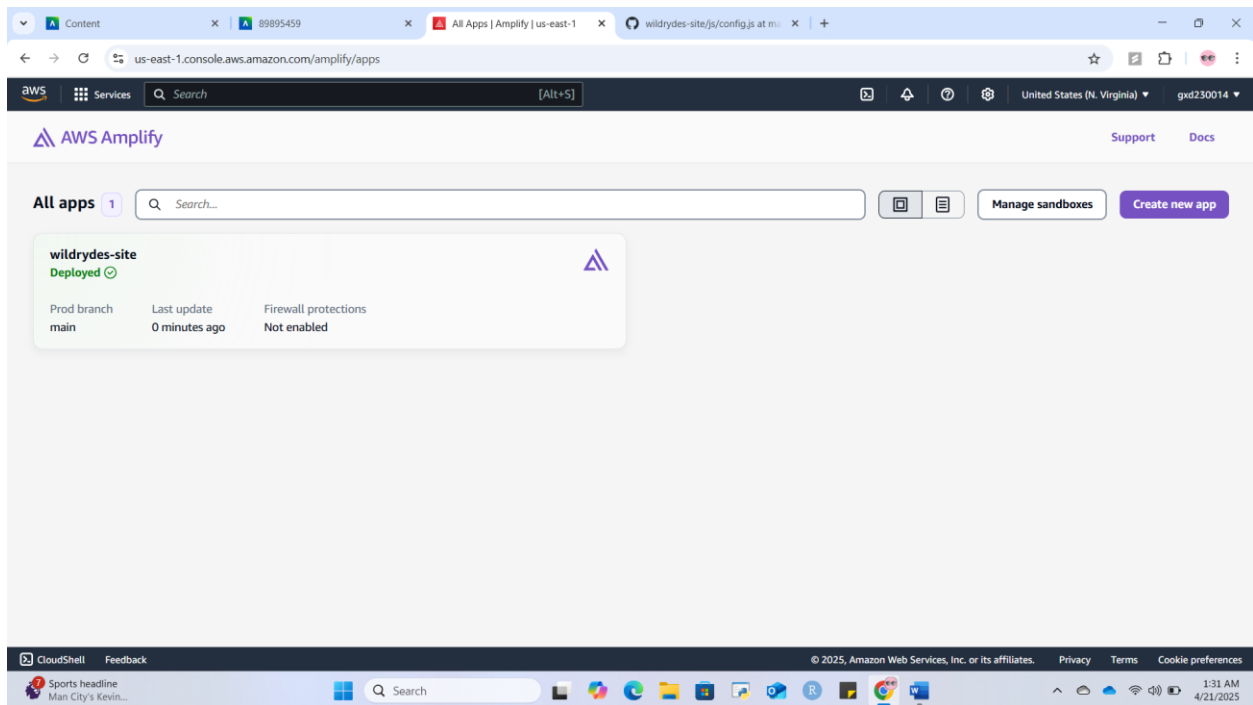 Content
89895459
All Apps | Amplify | us-east-1
wildrydes-site/js/config.js at ma
us-east-1.console.aws.amazon.com/amplify/apps
aws
Services
Search
[Alt+S]
United States (N. Virginia)
gxd230014
AWS Amplify
Support
Docs
All apps
1
Search...
Manage sandboxes
Create new app
wildrydes-site
Deployed
Prod branch
Last update
Firewall protections
main
0 minutes ago
Not enabled
CloudShell
Feedback
© 2025, Amazon Web Services, Inc. or its affiliates.
Privacy
Terms
Cookie preferences
7
Sports headline
Man City's Kevin...
Search
R
1:31 AM
4/21/2025